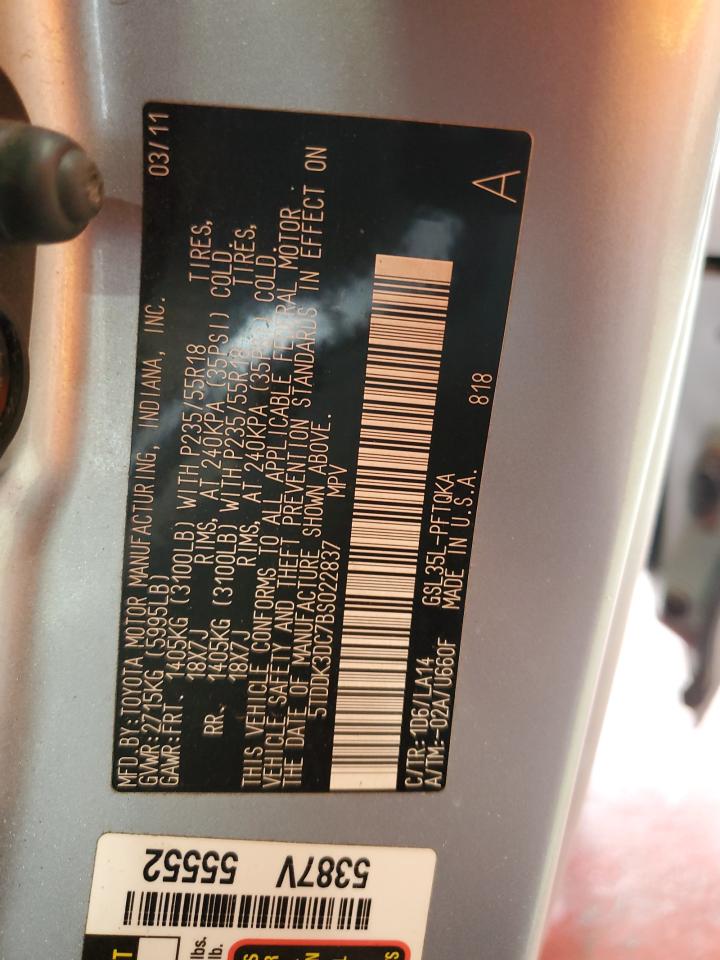 MFD BY:TOYOTA MOTOR MANUFACTURING, INDIANA, INC. 03/11
GVWR:2715KG (5995LB)
GAWR:FRT. 1405KG (3100LB) WITH P235/55R18 TIRES,
18X7J RIMS, AT 240KPA (35PSI) COLD.
RR. 1405KG (3100LB) WITH P235/55R18 TIRES,
18X7J RIMS, AT 240KPA (35PSI) COLD.
THIS VEHICLE CONFORMS TO ALL APPLICABLE FEDERAL MOTOR
VEHICLE SAFETY AND THEFT PREVENTION STANDARDS IN EFFECT ON
THE DATE OF MANUFACTURE SHOWN ABOVE.
5TDDK3DC7BS022837 MPV
C/TR:1D6/LA14 GSL35L-PFTQKA 818 A
A/TM:-02A/U660F MADE IN U.S.A.
5387V 55552
lbs.
lb.